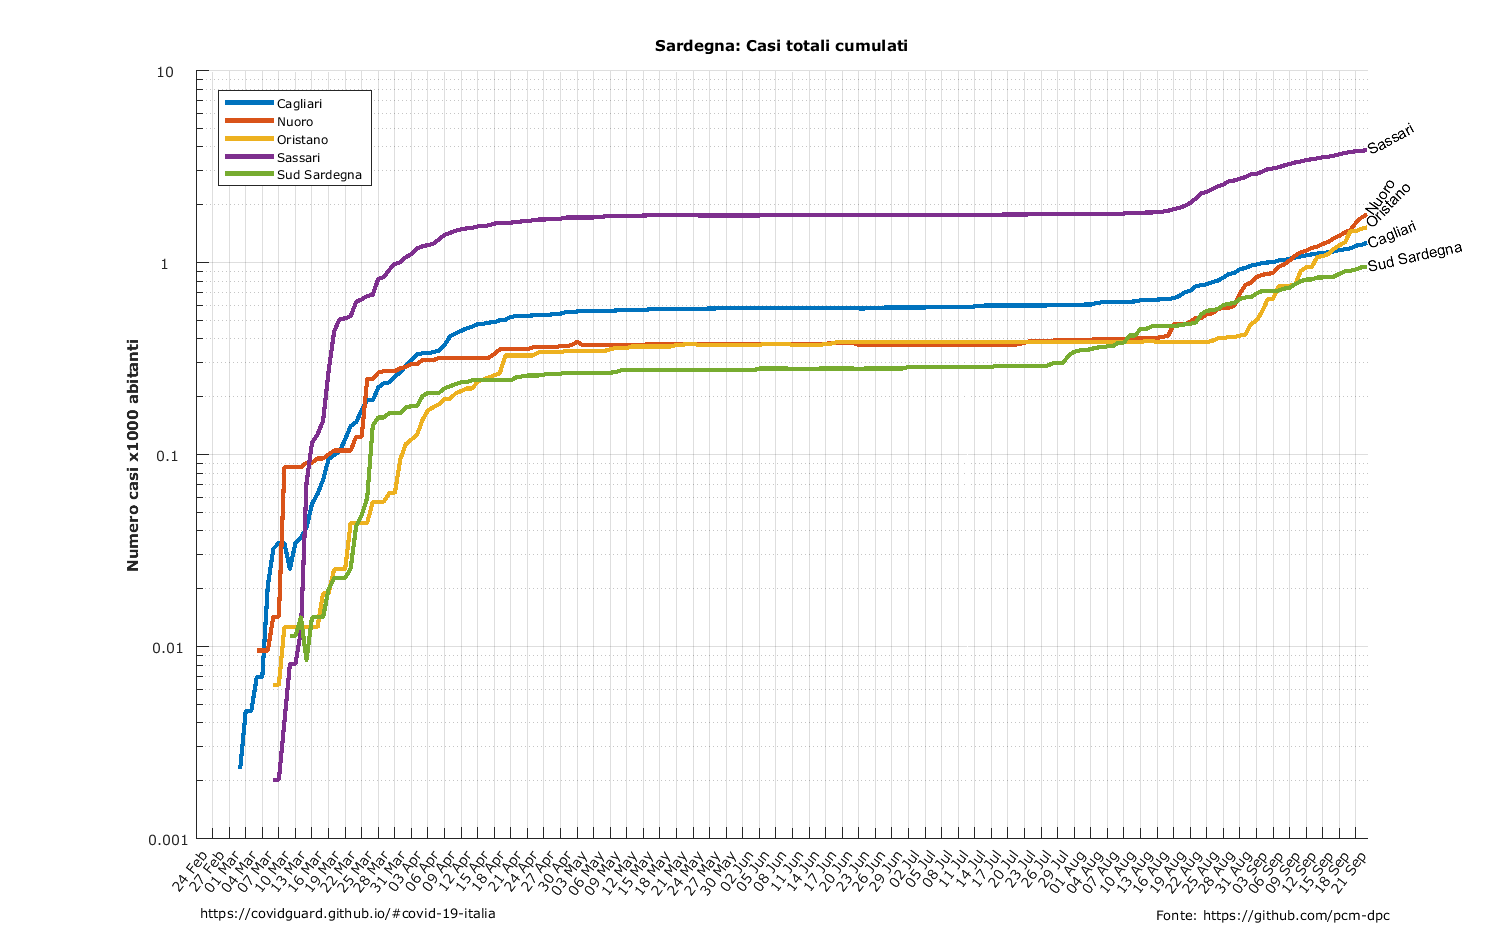 Sardegna: Casi totali cumulati
10
1
0.1
0.01
0.001
Numero casi x1000 abitanti
Cagliari
Nuoro
Oristano
Sassari
Sud Sardegna
Sassari
Nuoro
Oristano
Cagliari
Sud Sardegna
24 Feb
27 Feb
01 Mar
04 Mar
07 Mar
10 Mar
13 Mar
16 Mar
19 Mar
22 Mar
25 Mar
28 Mar
31 Mar
03 Apr
06 Apr
09 Apr
12 Apr
15 Apr
18 Apr
21 Apr
24 Apr
27 Apr
30 Apr
03 May
06 May
09 May
12 May
15 May
18 May
21 May
24 May
27 May
30 May
02 Jun
05 Jun
08 Jun
11 Jun
14 Jun
17 Jun
20 Jun
23 Jun
26 Jun
29 Jun
02 Jul
05 Jul
08 Jul
11 Jul
14 Jul
17 Jul
20 Jul
23 Jul
26 Jul
29 Jul
01 Aug
04 Aug
07 Aug
10 Aug
13 Aug
16 Aug
19 Aug
22 Aug
25 Aug
28 Aug
31 Aug
03 Sep
06 Sep
09 Sep
12 Sep
15 Sep
18 Sep
21 Sep
https://covidguard.github.io/#covid-19-italia
Fonte: https://github.com/pcm-dpc